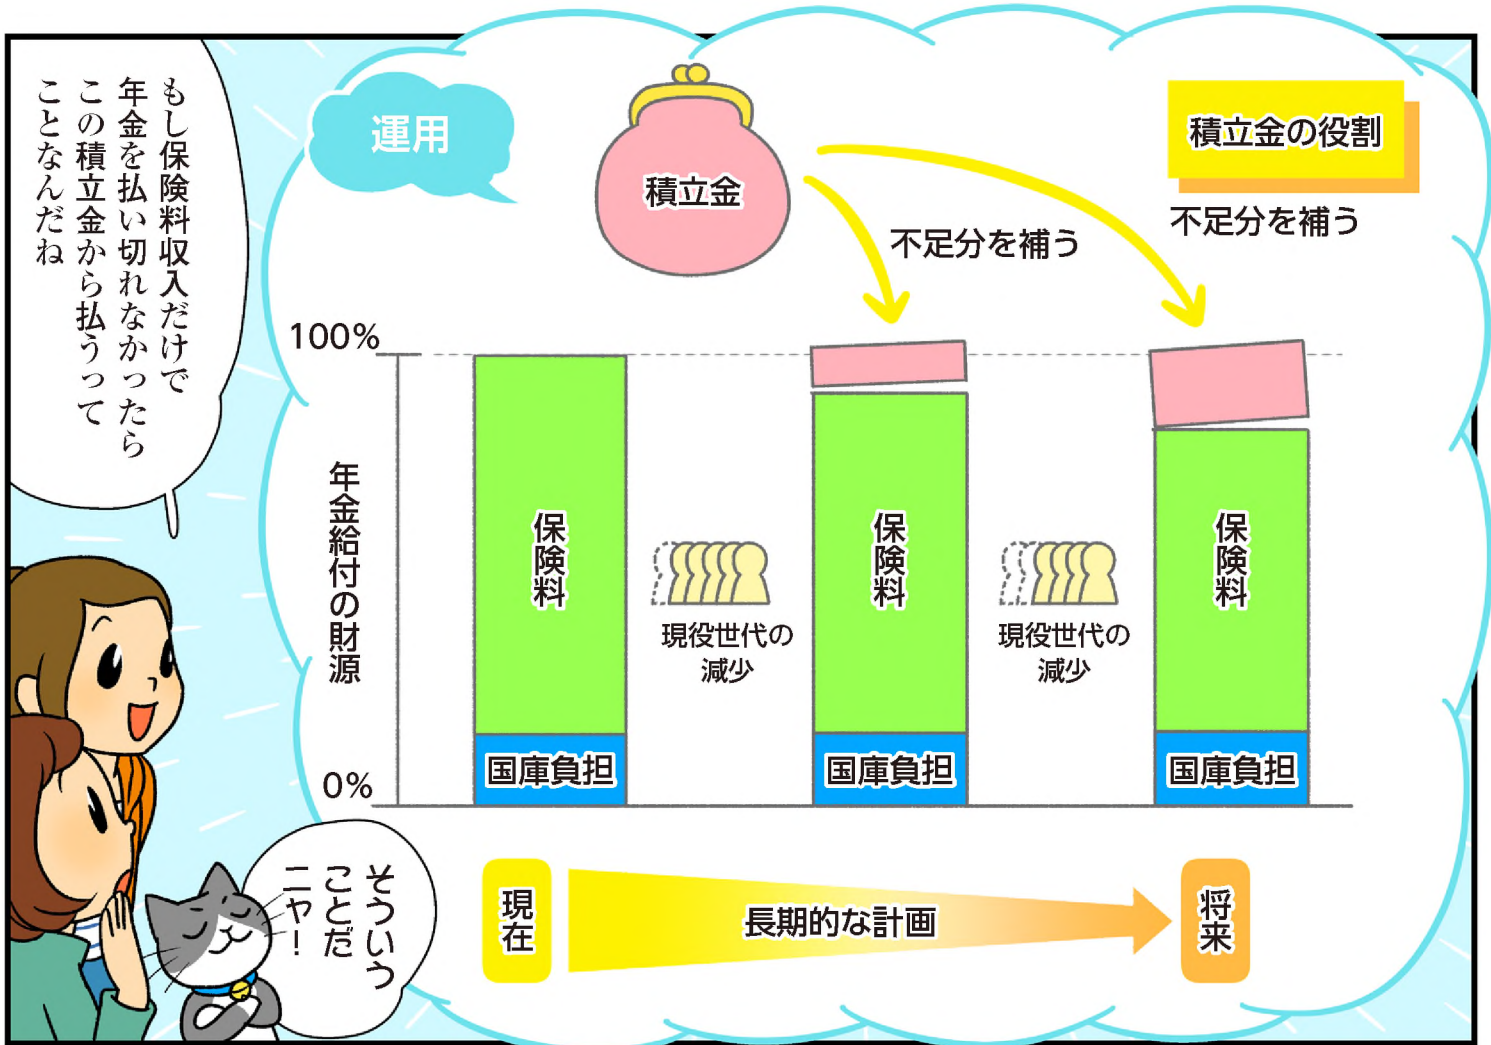 もし保険料収入だけで
年金を払い切れなかったら
この積立金から払うって
ことなんだね
運用
積立金
積立金の役割
不足分を補う
不足分を補う
100%
年金給付の財源
0%
保険料
国庫負担
現役世代の
減少
保険料
国庫負担
現役世代の
減少
保険料
国庫負担
現在
長期的な計画
将来
そういう
ことだ
ニャ!